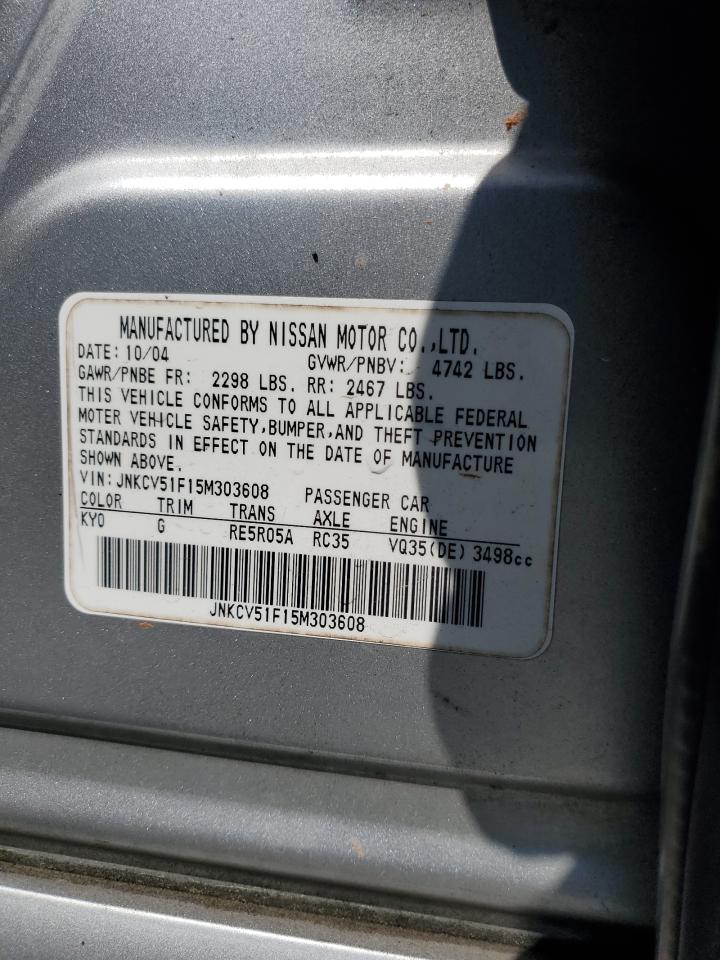 MANUFACTURED BY NISSAN MOTOR CO.,LTD.
DATE: 10/04 GVWR/PNBV: 4742 LBS.
GAWR/PNBE FR: 2298 LBS. RR: 2467 LBS.
THIS VEHICLE CONFORMS TO ALL APPLICABLE FEDERAL
MOTER VEHICLE SAFETY,BUMPER,AND THEFT PREVENTION
STANDARDS IN EFFECT ON THE DATE OF MANUFACTURE
SHOWN ABOVE.
VIN: JNKCV51F15M303608 PASSENGER CAR
COLOR TRIM TRANS AXLE ENGINE
KY0 G RE5R05A RC35 VQ35(DE) 3498cc
JNKCV51F15M303608